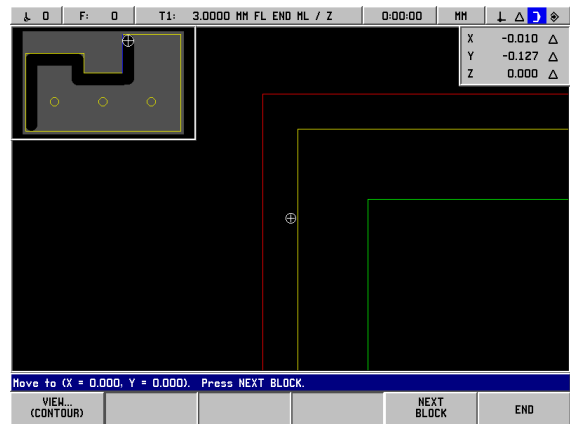 0 F: 0 T1: 3.0000 MM FL END ML / Z 0:00:00 MM
X -0.010
Y -0.127
Z 0.000
Move to (X = 0.000, Y = 0.000). Press NEXT BLOCK.
VIEW...
(CONTOUR)
NEXT
BLOCK
END